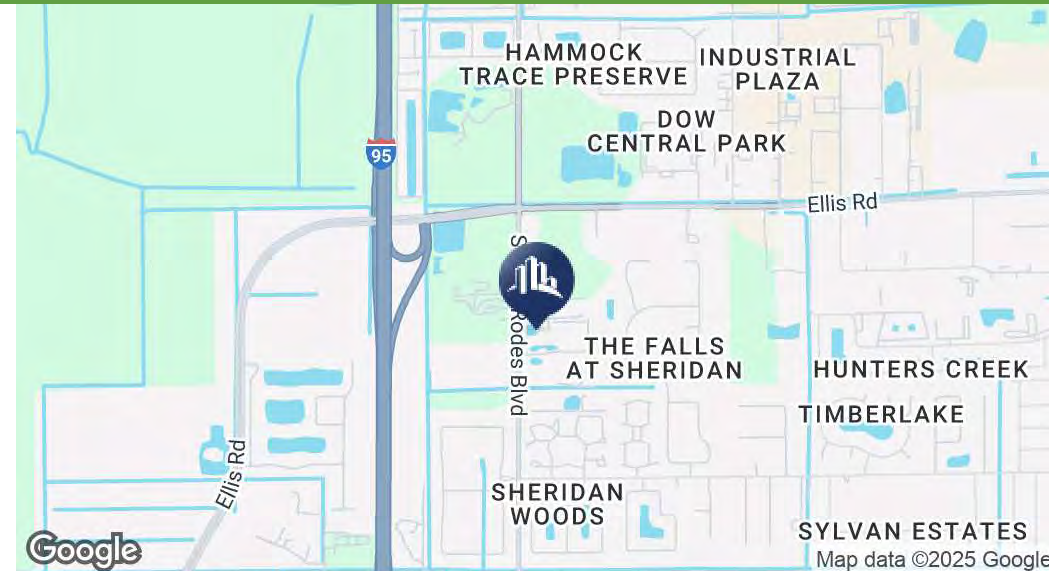 HAMMOCK
TRACE PRESERVE
INDUSTRIAL
PLAZA
DOW
CENTRAL PARK
95
Ellis Rd
S
Rodes Blvd
THE FALLS
AT SHERIDAN
HUNTERS CREEK
TIMBERLAKE
Ellis Rd
SHERIDAN
WOODS
SYLVAN ESTATES
Google
Map data ©2025 Google